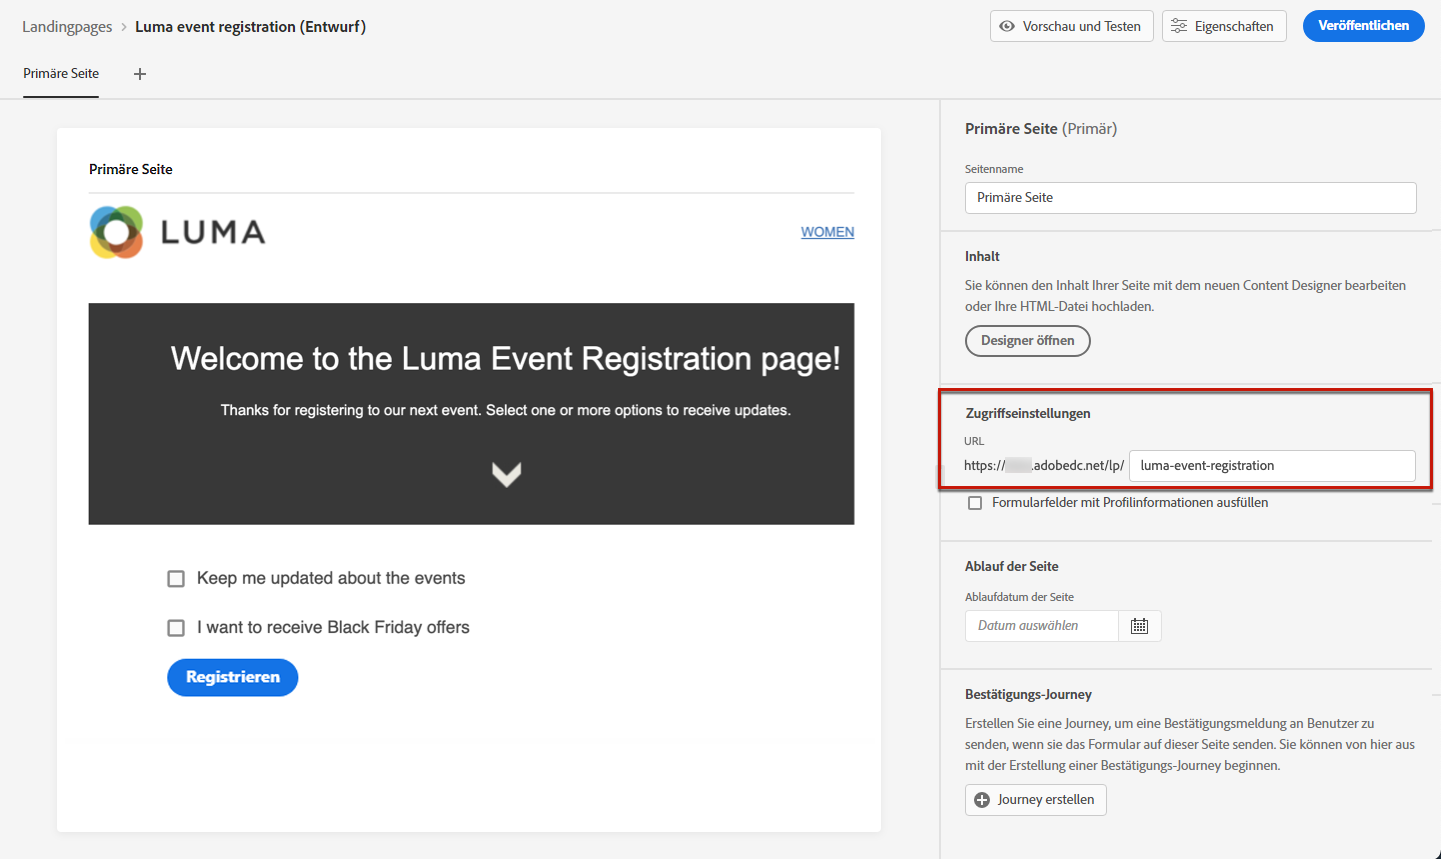 Landingpages > Luma event registration (Entwurf)
Vorschau und Testen
Eigenschaften
Veröffentlichen
Primäre Seite
Primäre Seite
LUMA
WOMEN
Welcome to the Luma Event Registration page!
Thanks for registering to our next event. Select one or more options to receive updates.
Keep me updated about the events
I want to receive Black Friday offers
Registrieren
Primäre Seite (Primär)
Seitenname
Primäre Seite
Inhalt
Sie können den Inhalt Ihrer Seite mit dem neuen Content Designer bearbeiten
oder Ihre HTML-Datei hochladen.
Designer öffnen
Zugriffseinstellungen
URL
https:// .adobedc.net/lp/ luma-event-registration
Formularfelder mit Profilinformationen ausfüllen
Ablauf der Seite
Ablaufdatum der Seite
Datum auswählen
Bestätigungs-Journey
Erstellen Sie eine Journey, um eine Bestätigungsmeldung an Benutzer zu
senden, wenn sie das Formular auf dieser Seite senden. Sie können von hier aus
mit der Erstellung einer Bestätigungs-Journey beginnen.
Journey erstellen